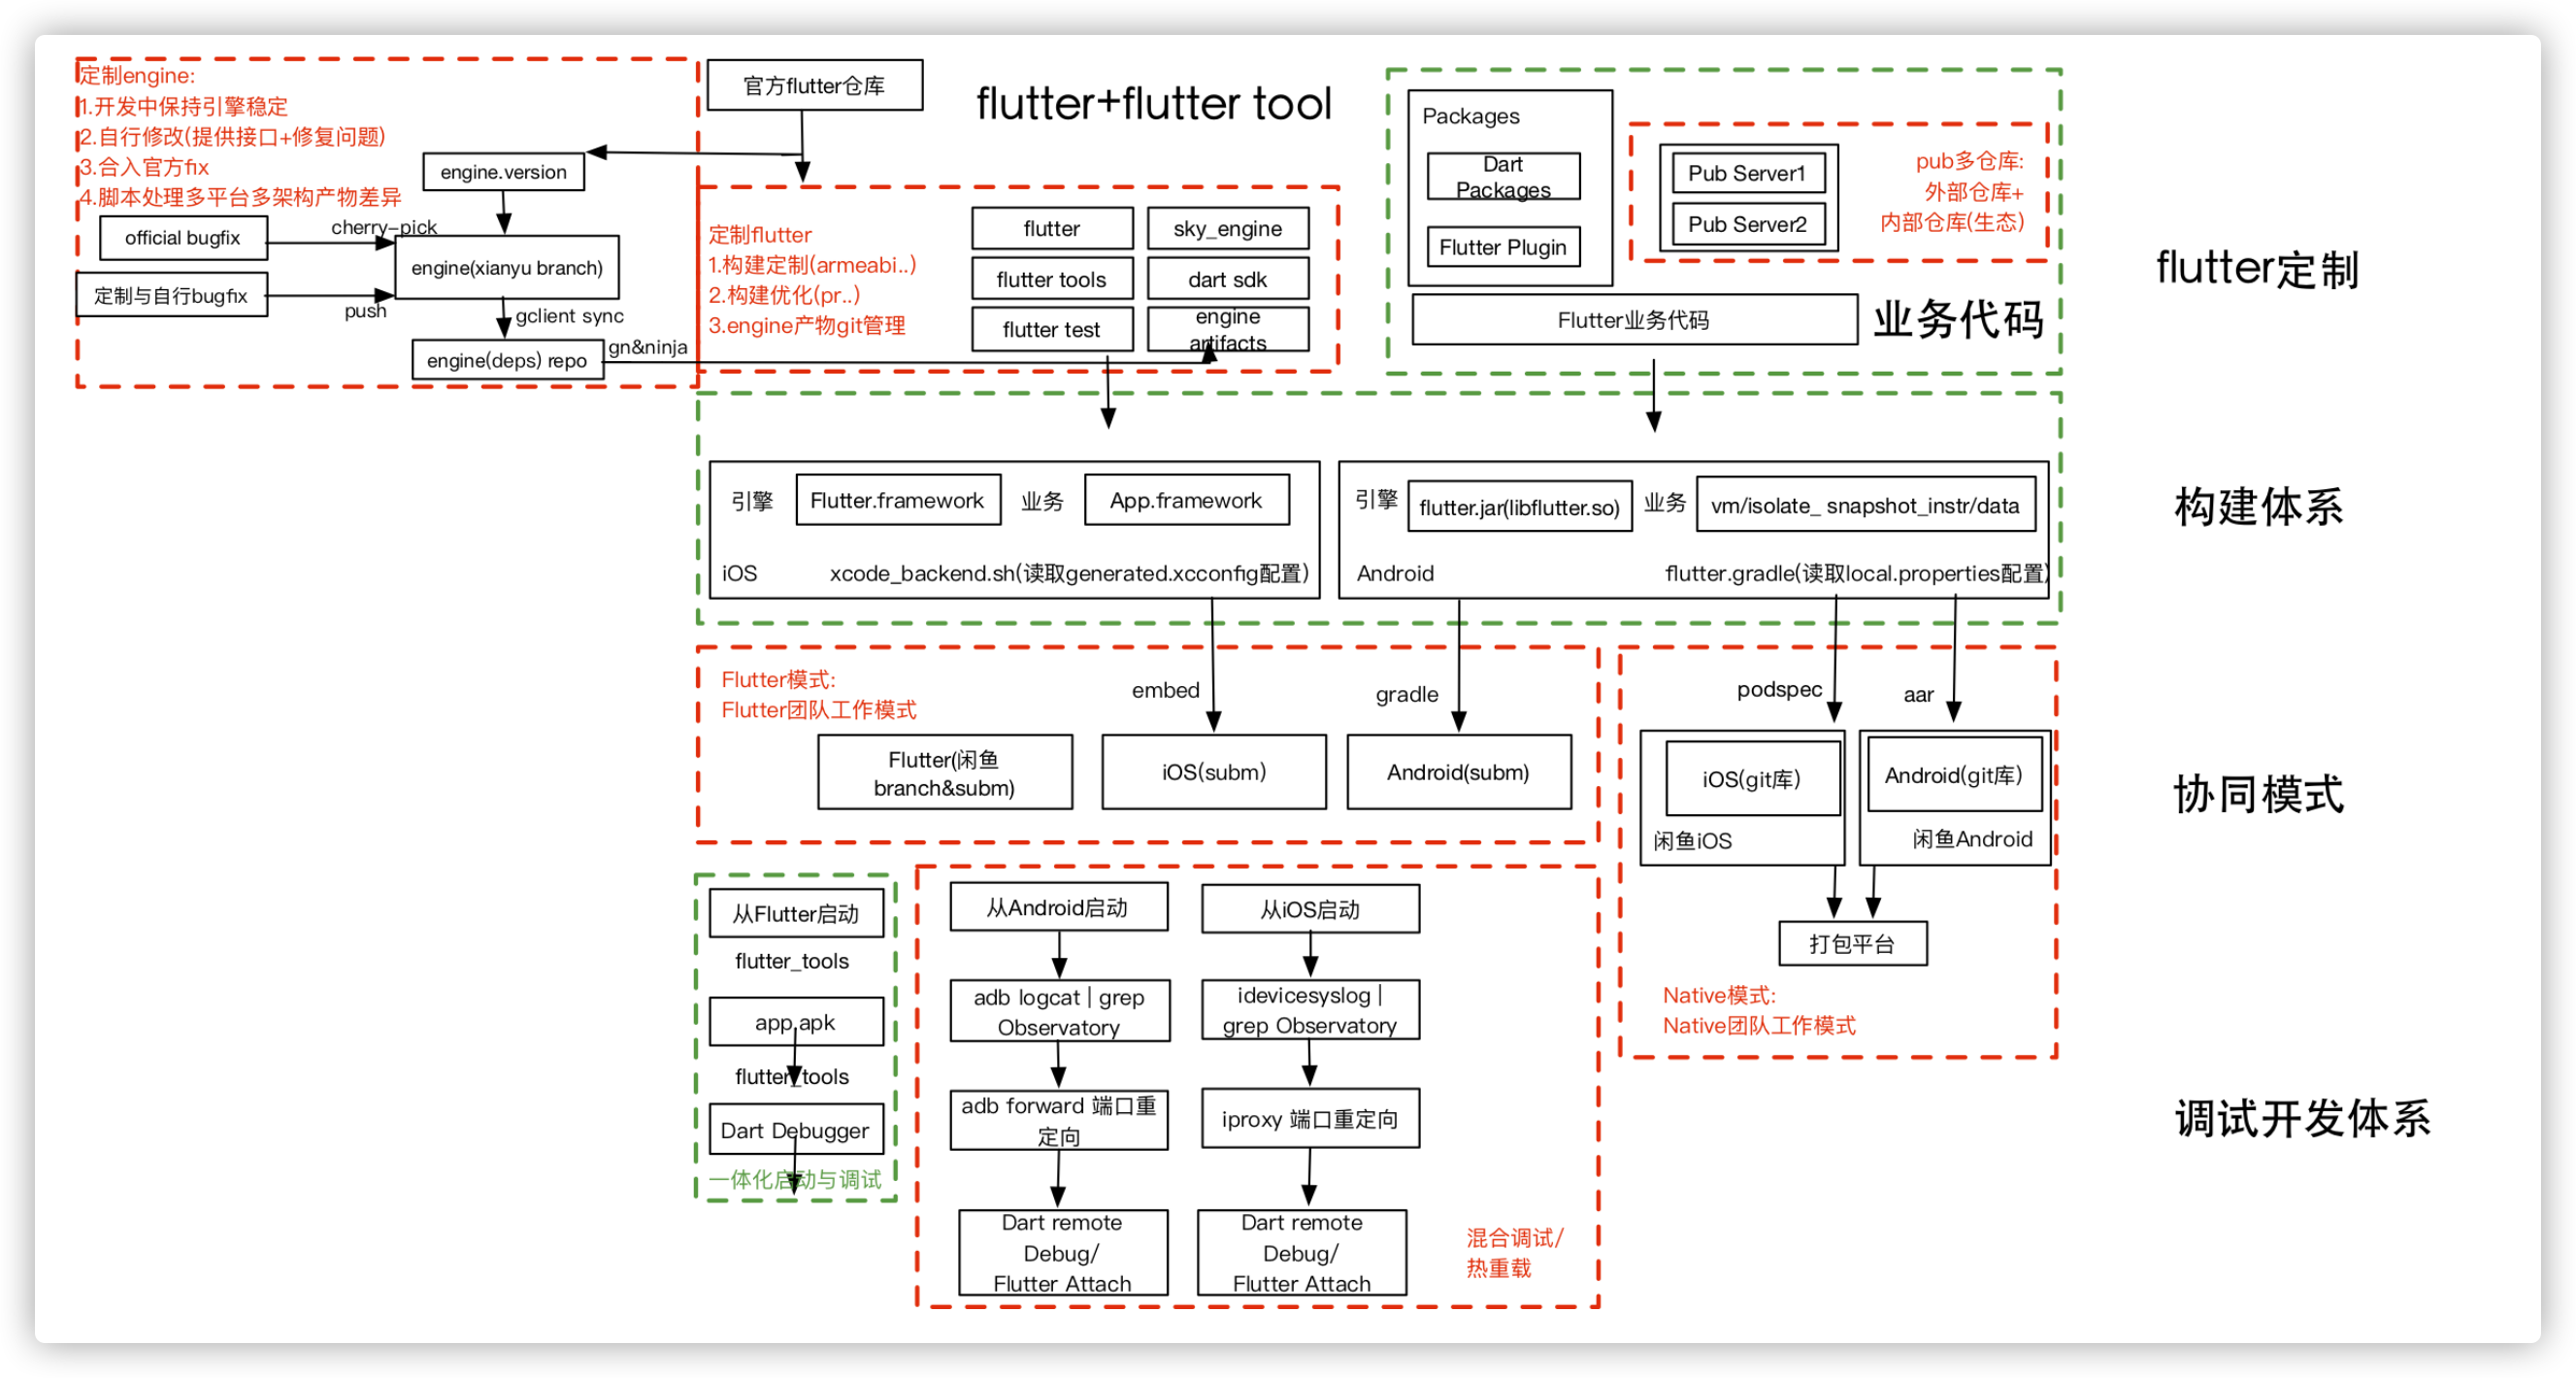 定制engine:
1.开发中保持引擎稳定
2.自行修改(提供接口+修复问题)
3.合入官方fix
4.脚本处理多平台多架构产物差异
official bugfix
cherry-pick
定制与自行bugfix
push
engine.version
engine(xianyu branch)
gclient sync
engine(deps) repo
gn&ninja
官方flutter仓库
flutter+flutter tool
定制flutter
1.构建定制(armeabi..)
2.构建优化(pr..)
3.engine产物git管理
flutter
sky_engine
flutter tools
dart sdk
flutter test
engine
artifacts
Packages
Dart
Packages
Flutter Plugin
Pub Server1
Pub Server2
pub多仓库:
外部仓库+
内部仓库(生态)
Flutter业务代码
业务代码
flutter定制
引擎
Flutter.framework
业务
App.framework
iOS
xcode_backend.sh(读取generated.xcconfig配置)
引擎
flutter.jar(libflutter.so)
业务
vm/isolate_ snapshot_instr/data
Android
flutter.gradle(读取local.properties配置)
构建体系
Flutter模式:
Flutter团队工作模式
embed
gradle
Flutter(闲鱼
branch&subm)
iOS(subm)
Android(subm)
podspec
aar
iOS(git库)
闲鱼iOS
Android(git库)
闲鱼Android
打包平台
Native模式:
Native团队工作模式
协同模式
从Flutter启动
flutter_tools
app.apk
flutter_tools
Dart Debugger
一体化启动与调试
从Android启动
adb logcat | grep
Observatory
adb forward 端口重
定向
Dart remote
Debug/
Flutter Attach
从iOS启动
idevicesyslog |
grep Observatory
iproxy 端口重定向
Dart remote
Debug/
Flutter Attach
混合调试/
热重载
调试开发体系